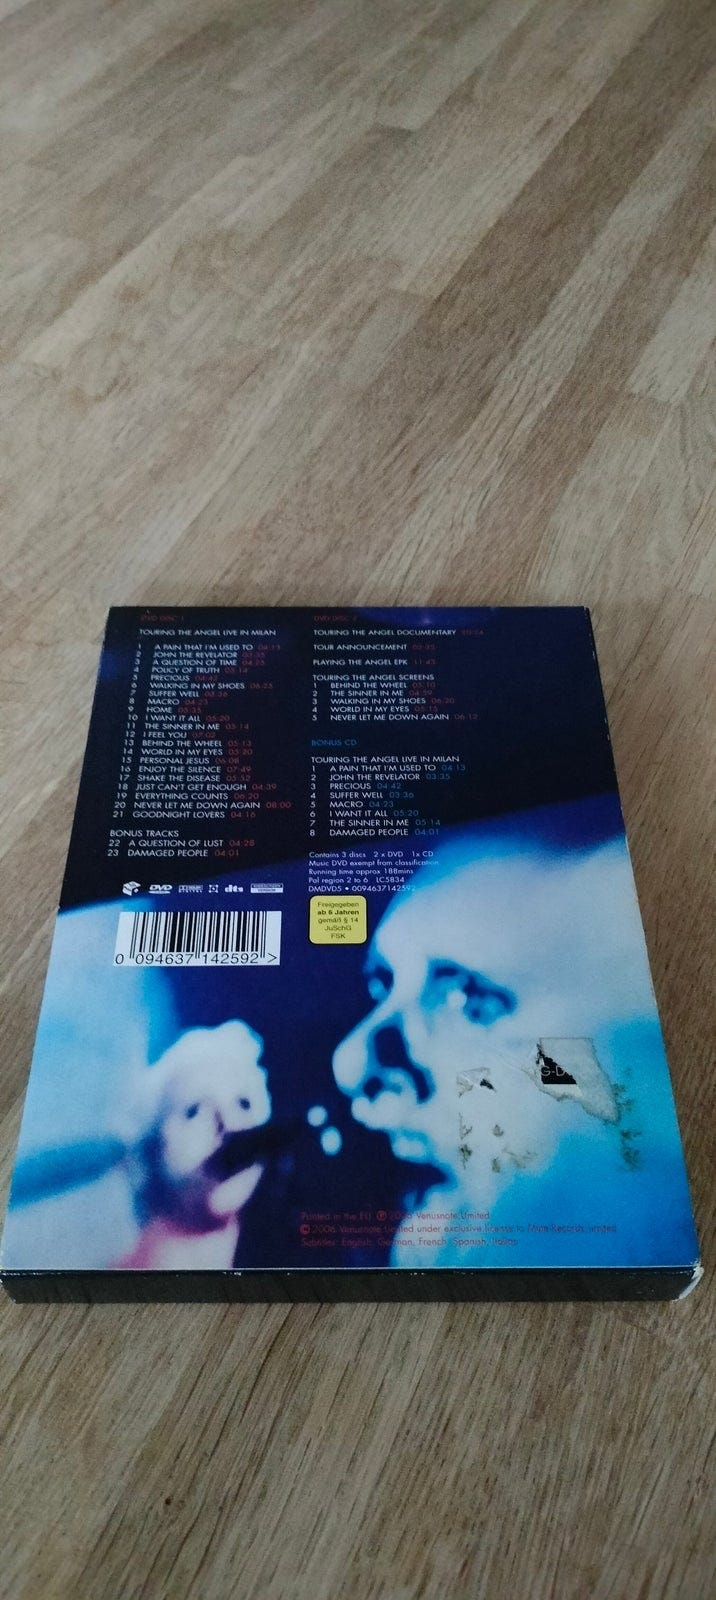 DVD DISC 1
TOURING THE ANGEL LIVE IN MILAN
1 A PAIN THAT I'M USED TO 04:13
2 JOHN THE REVELATOR 03:35
3 A QUESTION OF TIME 04:25
4 POLICY OF TRUTH 05:14
5 PRECIOUS 04:42
6 WALKING IN MY SHOES 06:25
7 SUFFER WELL 03:36
8 MACRO 04:23
9 HOME 05:35
10 I WANT IT ALL 05:20
11 THE SINNER IN ME 05:14
12 I FEEL YOU 07:02
13 BEHIND THE WHEEL 05:13
14 WORLD IN MY EYES 05:20
15 PERSONAL JESUS 06:08
16 ENJOY THE SILENCE 07:49
17 SHAKE THE DISEASE 05:52
18 JUST CAN'T GET ENOUGH 04:39
19 EVERYTHING COUNTS 06:20
20 NEVER LET ME DOWN AGAIN 08:00
21 GOODNIGHT LOVERS 04:16
BONUS TRACKS
22 A QUESTION OF LUST 04:28
23 DAMAGED PEOPLE 04:01
DVD
dts
0 094637 142592 >
DVD DISC 2
TOURING THE ANGEL DOCUMENTARY
TOUR ANNOUNCEMENT 03:35
PLAYING THE ANGEL EPK 11:43
TOURING THE ANGEL SCREENS
1 BEHIND THE WHEEL 05:10
2 THE SINNER IN ME 04:59
3 WALKING IN MY SHOES 06:20
4 WORLD IN MY EYES 05:15
5 NEVER LET ME DOWN AGAIN 06:12
BONUS CD
TOURING THE ANGEL LIVE IN MILAN
1 A PAIN THAT I'M USED TO 04:13
2 JOHN THE REVELATOR 03:35
3 PRECIOUS 04:42
4 SUFFER WELL 03:36
5 MACRO 04:23
6 I WANT IT ALL 05:20
7 THE SINNER IN ME 05:14
8 DAMAGED PEOPLE 04:01
Contains 3 discs 2 x DVD 1x CD
Music DVD exempt from classification
Running time approx 188mins
Pal region 2 to 6 LC5834
DMDVD5 • 0094637142592
Freigegeben
ab 6 Jahren
gemäß § 14
JuSchG
FSK
G-D
Printed in the EU ℗ 2006 Venusnote Limited
© 2006 Venusnote Limited under exclusive licence to Mute Records Limited
Subtitles: English, German, French, Spanish, Italian